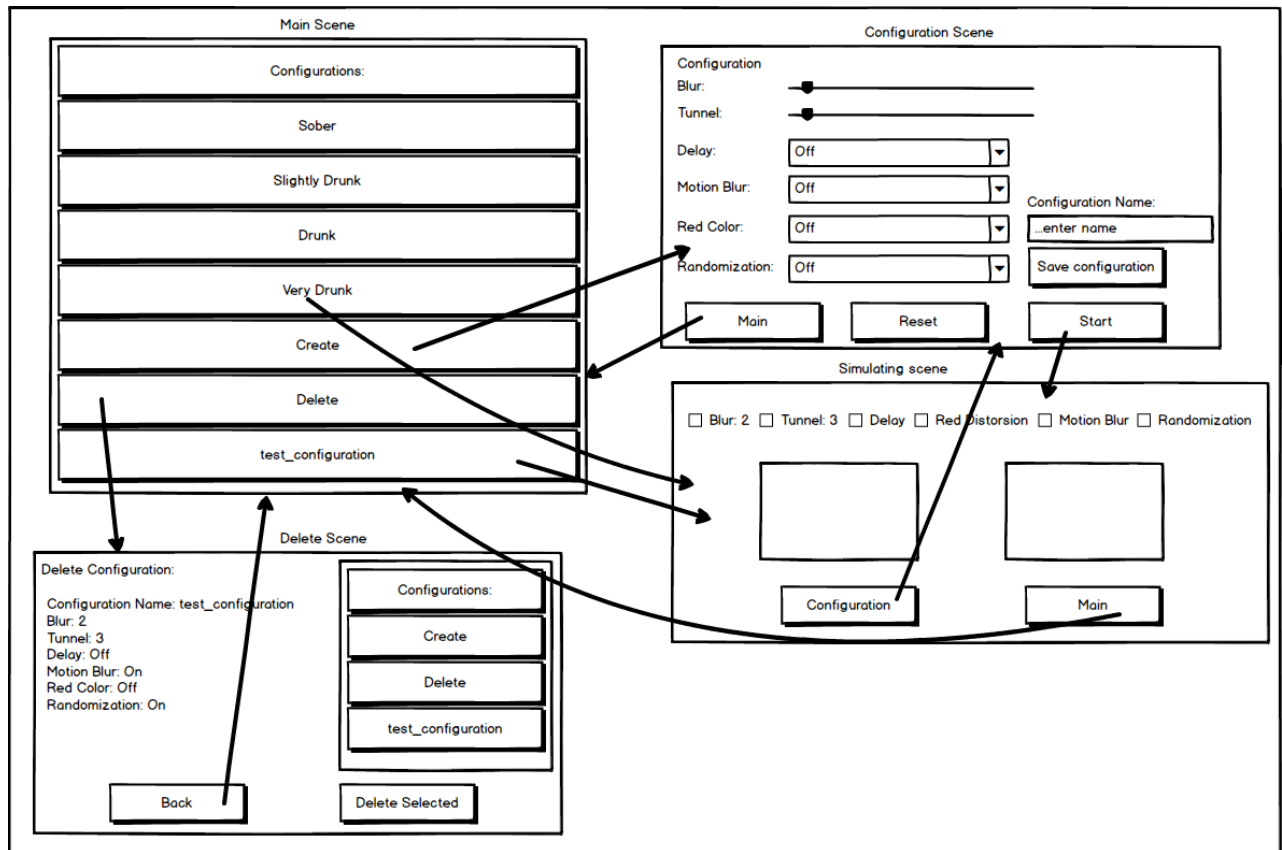 Main Scene
Configurations:
Sober
Slightly Drunk
Drunk
Very Drunk
Create
Delete
test_configuration
Configuration Scene
Configuration
Blur:
Tunnel:
Delay:
Off
Motion Blur:
Off
Configuration Name:
Red Color:
Off
...enter name
Randomization:
Off
Save configuration
Main
Reset
Start
Simulating scene
Blur: 2
Tunnel: 3
Delay
Red Distorsion
Motion Blur
Randomization
Configuration
Main
Delete Scene
Delete Configuration:
Configuration Name: test_configuration
Blur: 2
Tunnel: 3
Delay: Off
Motion Blur: On
Red Color: Off
Randomization: On
Configurations:
Create
Delete
test_configuration
Back
Delete Selected